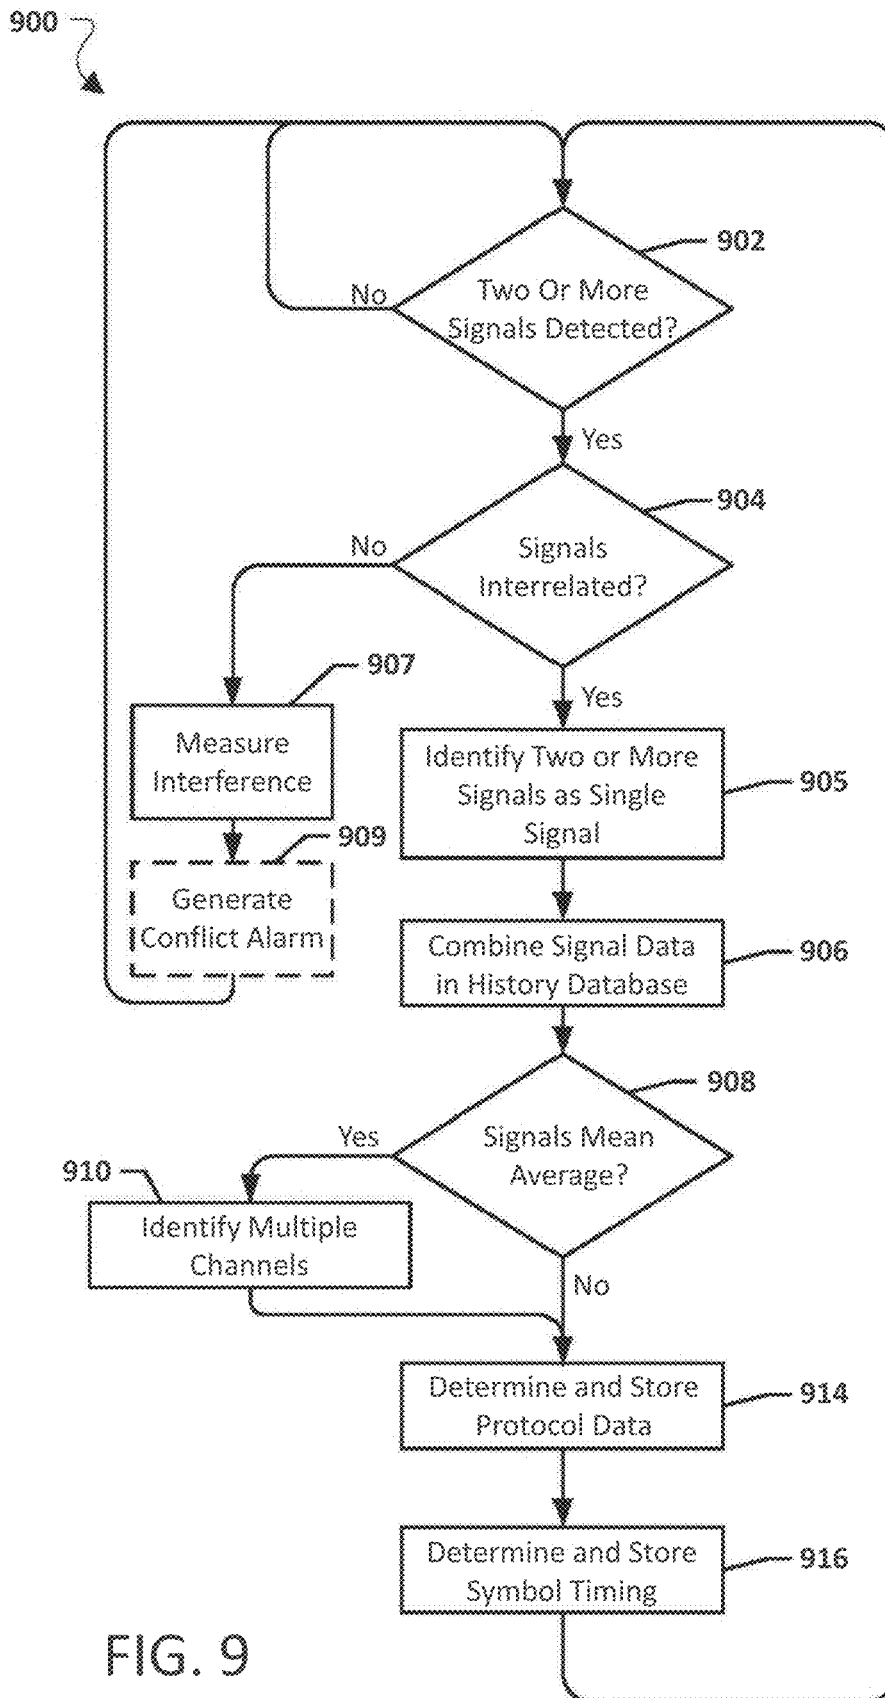 900
902
No
Two Or More
Signals Detected?
Yes
904
No
Signals
Interrelated?
907
Yes
Measure
Interference
Identify Two or More
Signals as Single
Signal
905
909
Generate
Conflict Alarm
Combine Signal Data
in History Database
906
908
Yes
Signals Mean
Average?
910
Identify Multiple
Channels
No
Determine and Store
Protocol Data
914
Determine and Store
Symbol Timing
916
FIG. 9